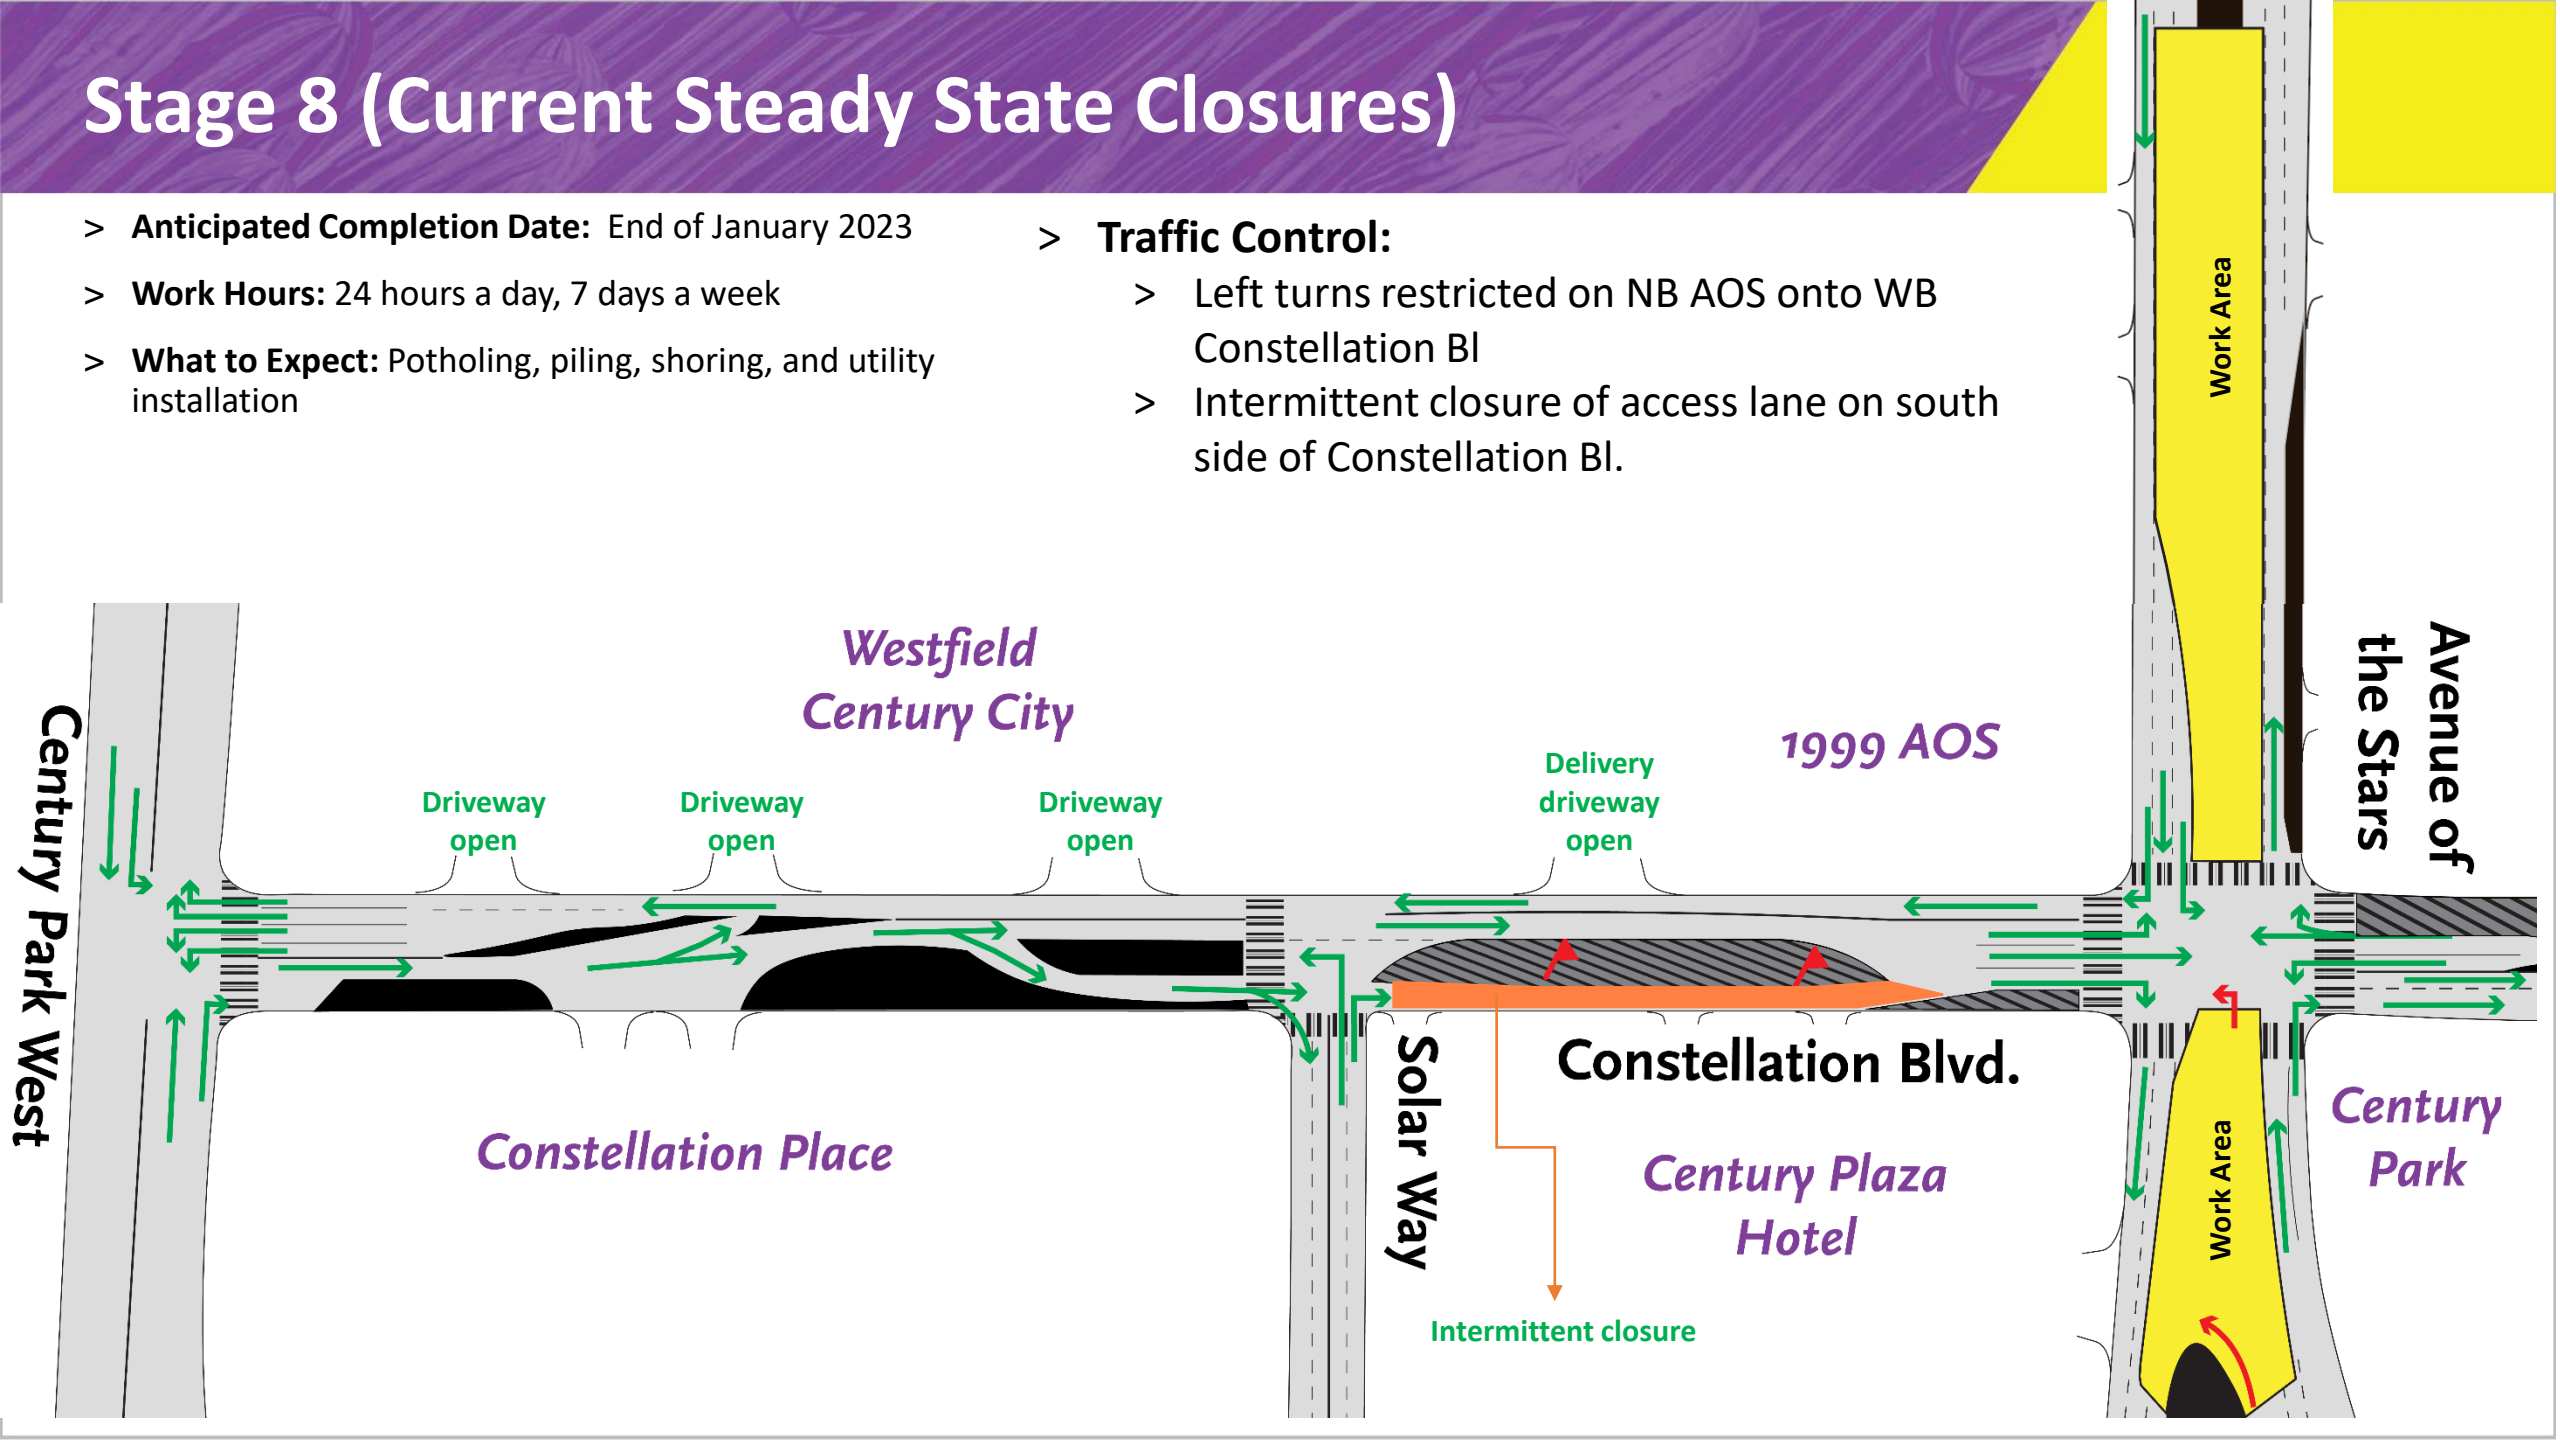 Stage 8 (Current Steady State Closures)
> Anticipated Completion Date: End of January 2023
> Work Hours: 24 hours a day, 7 days a week
> What to Expect: Potholing, piling, shoring, and utility
installation
> Traffic Control:
> Left turns restricted on NB AOS onto WB
Constellation Bl
> Intermittent closure of access lane on south
side of Constellation Bl.
Work Area
Westfield
Century City
1999 AOS
Avenue of
the Stars
Century Park West
Driveway
open
Driveway
open
Driveway
open
Delivery
driveway
open
Solar Way
Constellation Blvd.
Constellation Place
Century Plaza
Hotel
Work Area
Century
Park
Intermittent closure